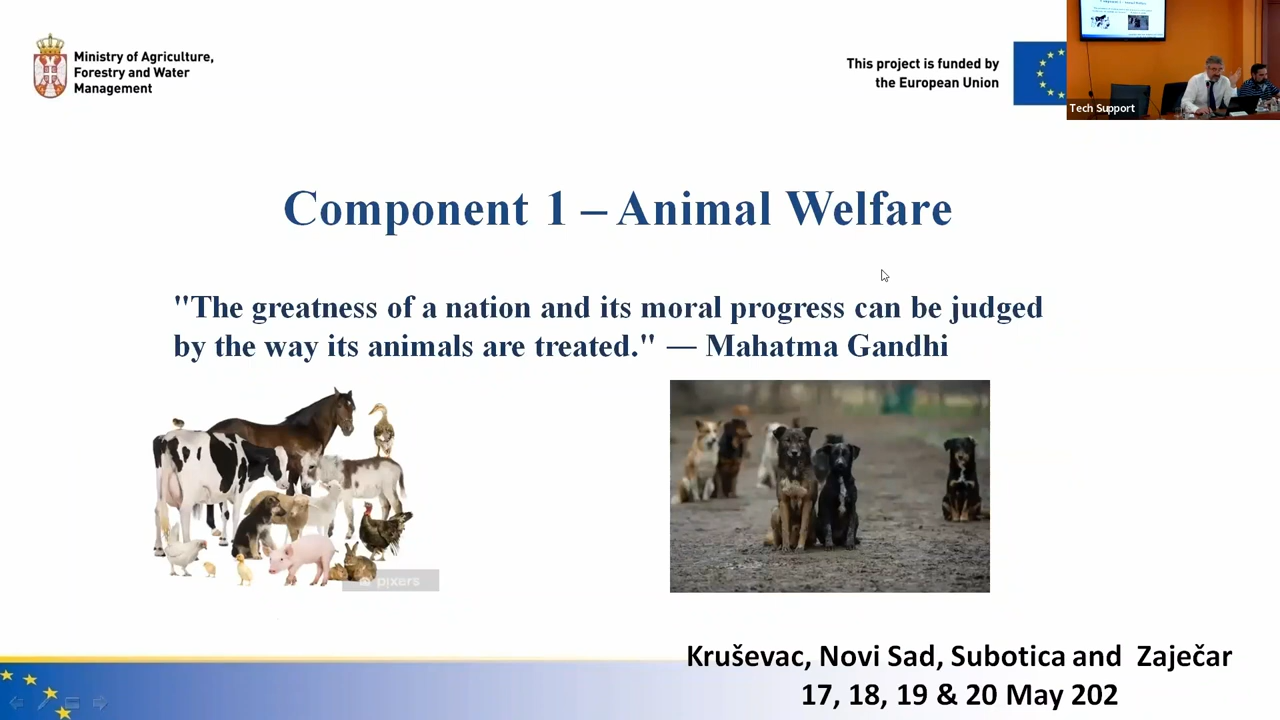 Ministry of Agriculture,
Forestry and Water
Management
This project is funded by
the European Union
Tech Support
Component 1 – Animal Welfare
"The greatness of a nation and its moral progress can be judged
by the way its animals are treated." — Mahatma Gandhi
pixers
Kruševac, Novi Sad, Subotica and Zaječar
17, 18, 19 & 20 May 202